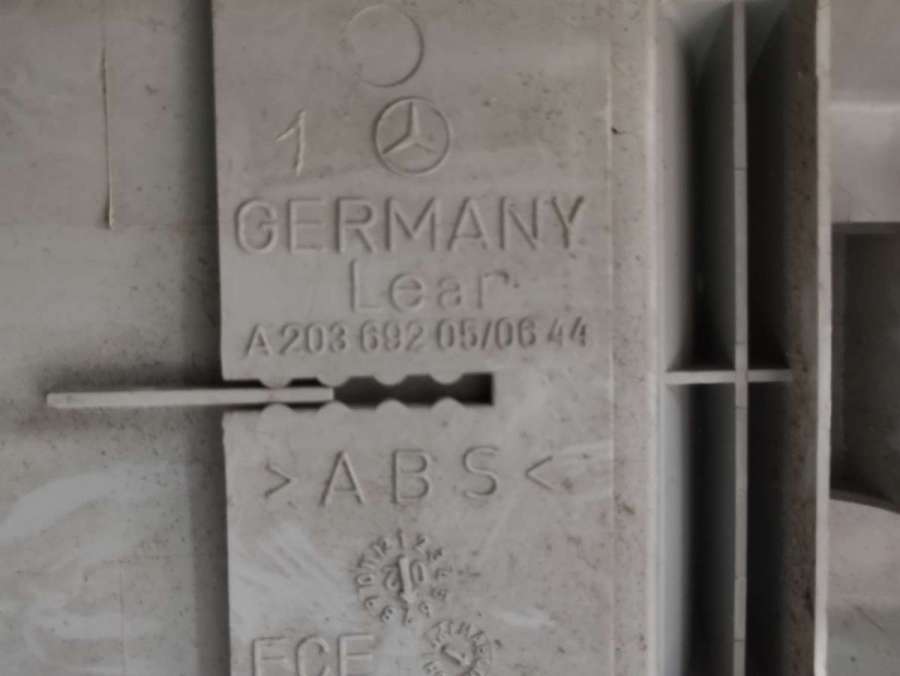 1
GERMANY
Lear
A 203 692 05/06 44
>ABS<
ECE